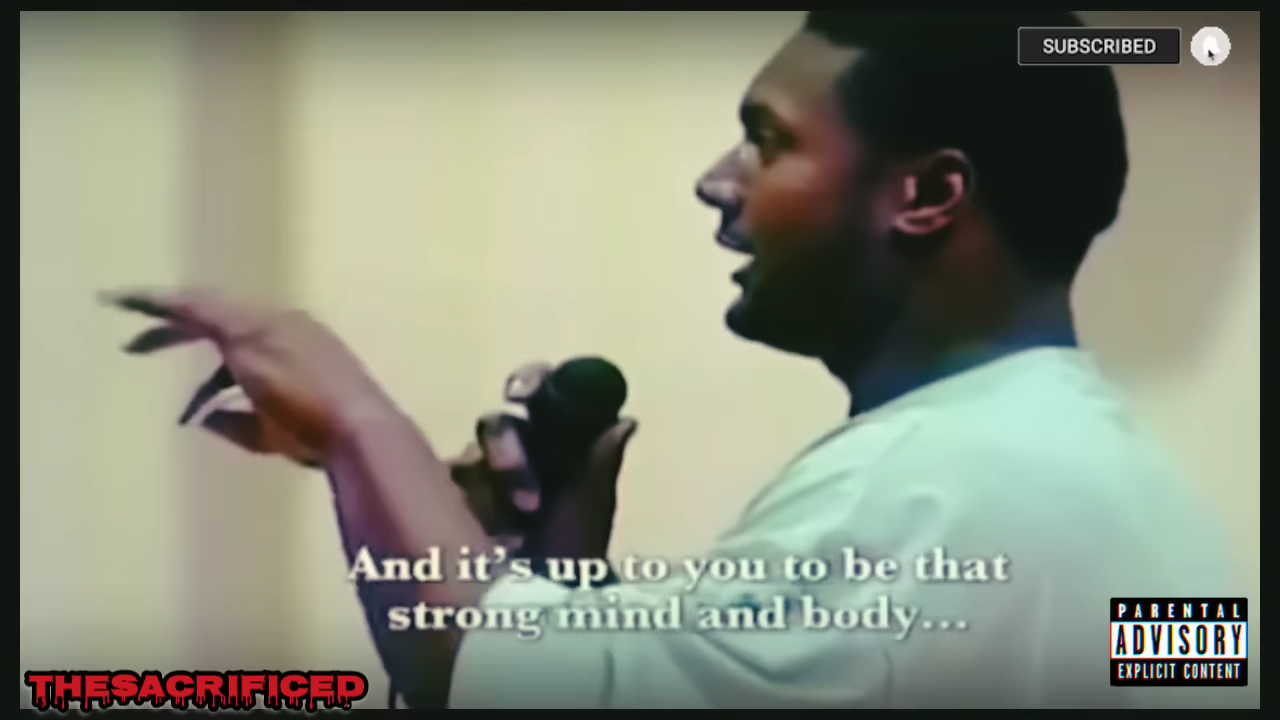 SUBSCRIBED
And it's up to you to be that
strong mind and body...
PARENTAL
ADVISORY
EXPLICIT CONTENT
THESACRIFICED